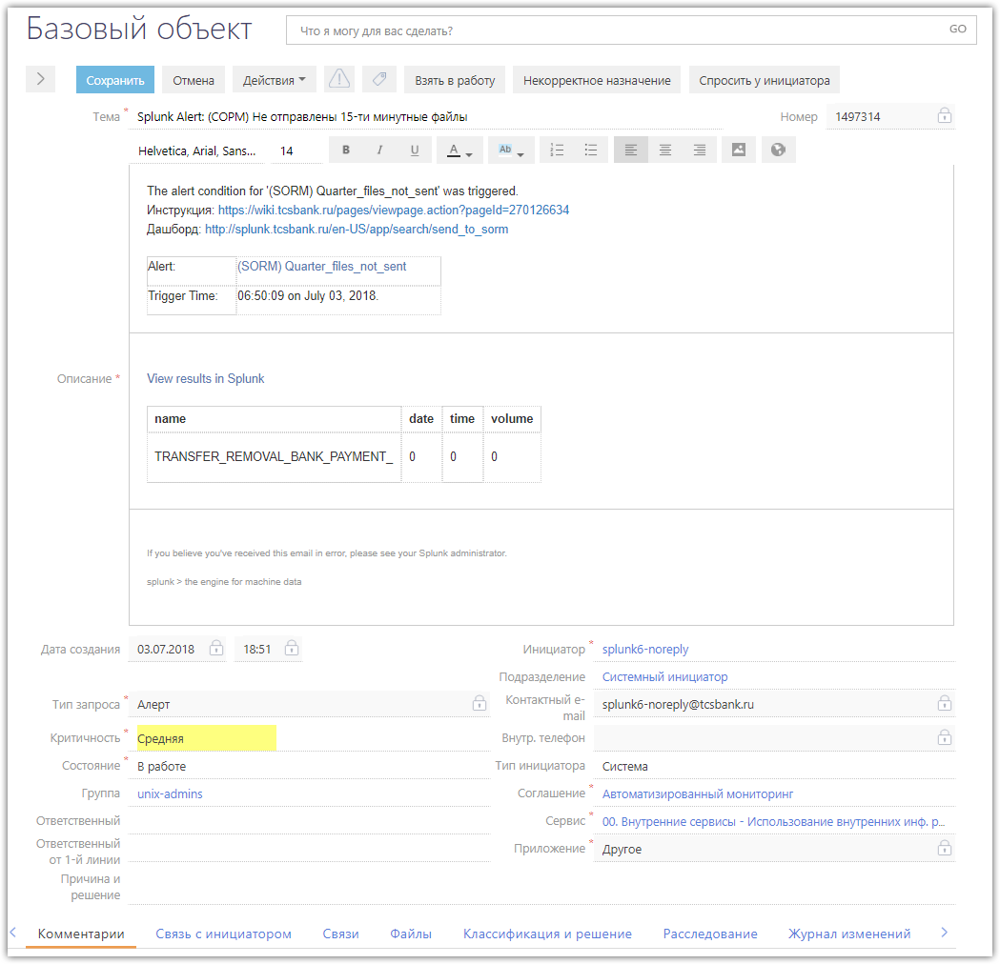 Базовый объект
Что я могу для вас сделать? GO
Сохранить Отмена Действия Взять в работу Некорректное назначение Спросить у инициатора
Тема * Splunk Alert: (СОРМ) Не отправлены 15-ти минутные файлы Номер 1497314
Helvetica, Arial, Sans... 14 B I U A Ab
The alert condition for '(SORM) Quarter_files_not_sent' was triggered.
Инструкция: https://wiki.tcsbank.ru/pages/viewpage.action?pageId=270126634
Дашборд: http://splunk.tcsbank.ru/en-US/app/search/send_to_sorm
Alert: (SORM) Quarter_files_not_sent
Trigger Time: 06:50:09 on July 03, 2018.
Описание * View results in Splunk
name date time volume
TRANSFER_REMOVAL_BANK_PAYMENT_ 0 0 0
If you believe you've received this email in error, please see your Splunk administrator.
splunk > the engine for machine data
Дата создания 03.07.2018 18:51 Инициатор * splunk6-noreply
Подразделение Системный инициатор
Тип запроса * Алерт Контактный e-
mail splunk6-noreply@tcsbank.ru
Критичность * Средняя Внутр. телефон
Состояние * В работе Тип инициатора Система
Группа unix-admins Соглашение * Автоматизированный мониторинг
Ответственный Сервис * 00. Внутренние сервисы - Использование внутренних инф. р...
Ответственный
от 1-й линии Приложение * Другое
Причина и
решение
Комментарии Связь с инициатором Связи Файлы Классификация и решение Расследование Журнал изменений